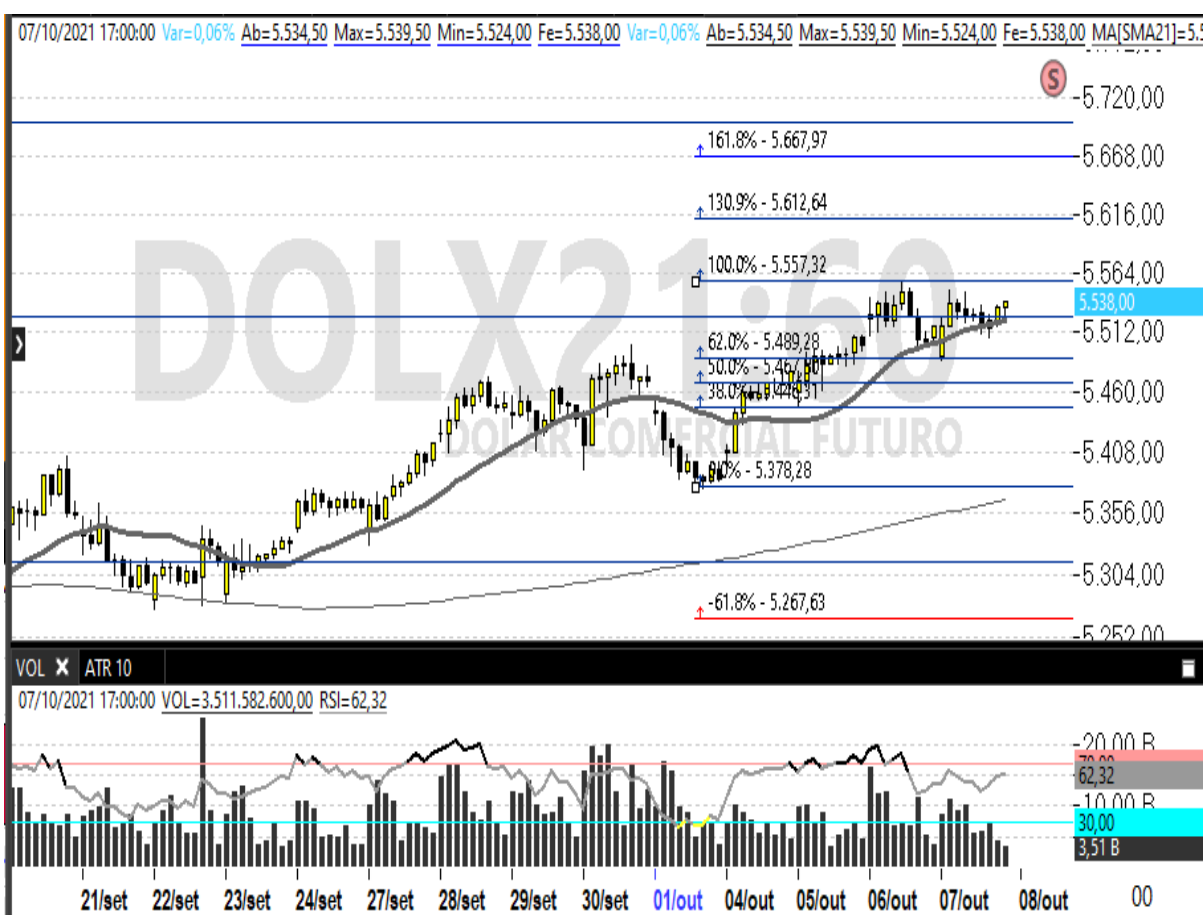 07/10/2021 17:00:00 Var=0,06% Ab=5.534,50 Max=5.539,50 Min=5.524,00 Fe=5.538,00 Var=0,06% Ab=5.534,50 Max=5.539,50 Min=5.524,00 Fe=5.538,00 MA[SMA21]=5.5
S
5.720,00
161.8% - 5.667,97
5.668,00
130.9% - 5.612,64
5.616,00
DOLX21:60
100.0% - 5.557,32
5.564,00
5.538,00
5.512,00
62.0% - 5.489,28
50.0%
5.460,00
DOLAR COMERCIAL FUTURO
5.408,00
5.378,28
5.356,00
5.304,00
-61.8% - 5.267,63
5.252,00
VOL X ATR 10
07/10/2021 17:00:00 VOL=3.511.582.600,00 RSI=62,32
20,00 B
62,32
10,00 B
30,00
3,51 B
21/set 22/set 23/set 24/set 27/set 28/set 29/set 30/set 01/out 04/out 05/out 06/out 07/out 08/out 00